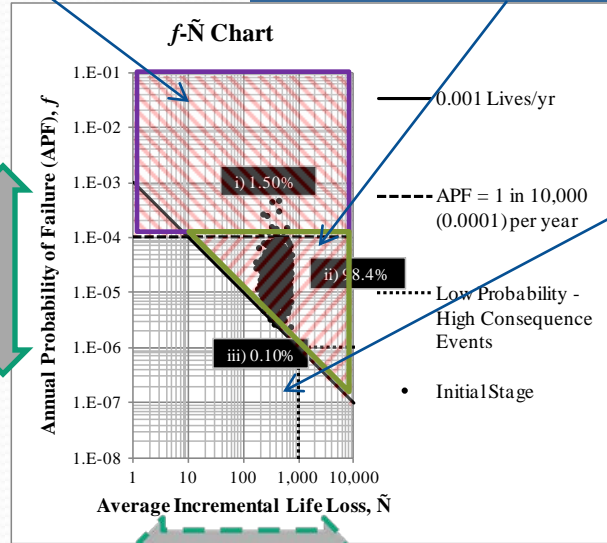 f-Ñ Chart
Annual Probability of Failure (APF), f
1.E-01
1.E-02
1.E-03
1.E-04
1.E-05
1.E-06
1.E-07
1.E-08
i) 1.50%
ii) 98.4%
iii) 0.10%
1
10
100
1,000
10,000
Average Incremental Life Loss, Ñ
0.001 Lives/yr
APF = 1 in 10,000
(0.0001) per year
Low Probability -
High Consequence
Events
Initial Stage